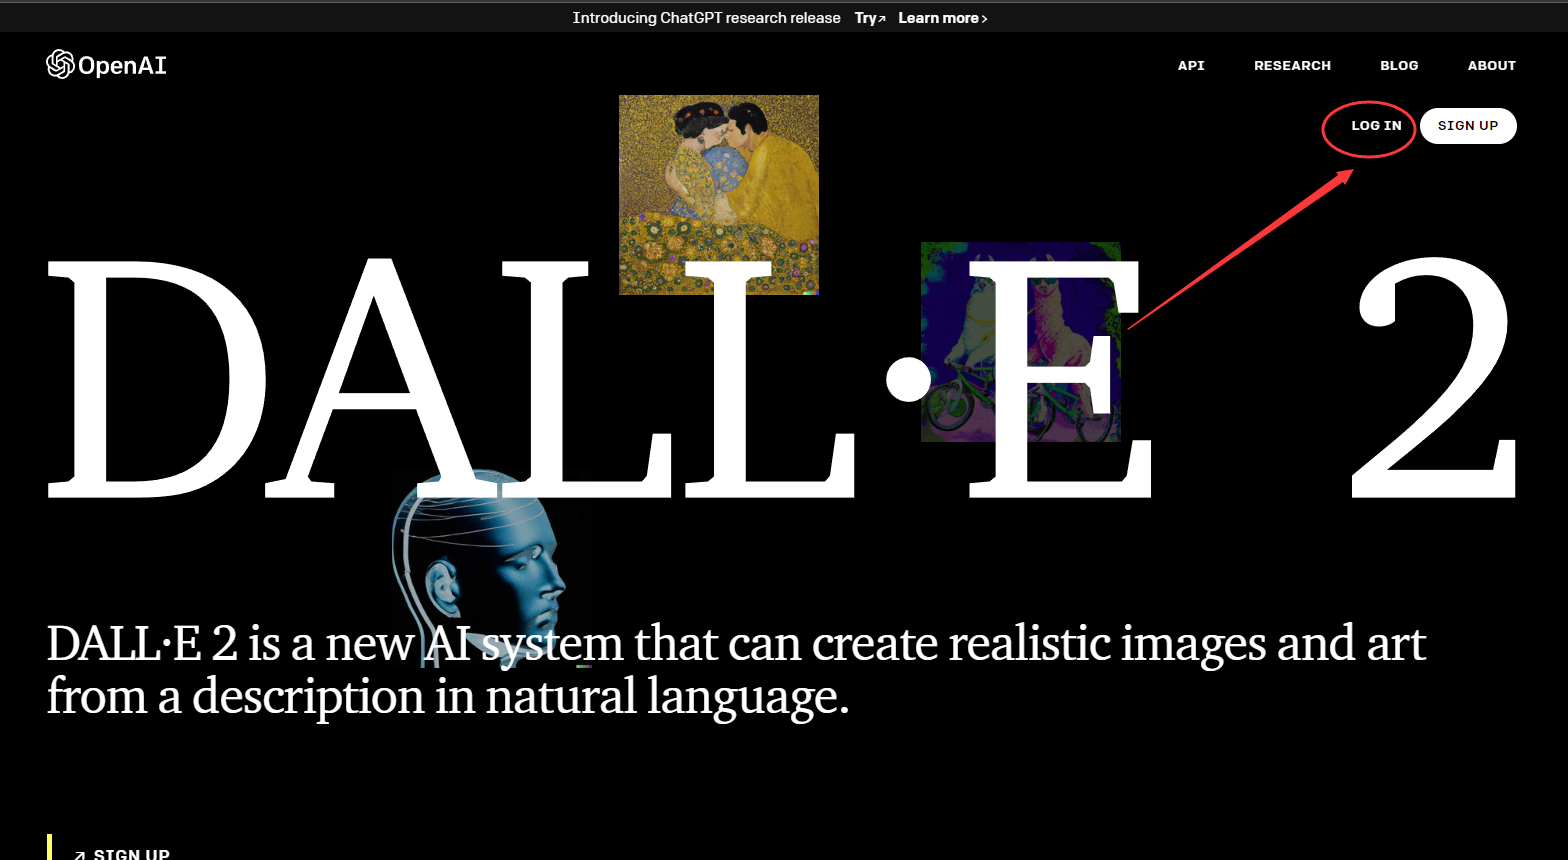 Introducing ChatGPT research release Try↗ Learn more ›
OpenAI
API RESEARCH BLOG ABOUT
LOG IN SIGN UP
DALL·E 2
DALL·E 2 is a new AI system that can create realistic images and art
from a description in natural language.
↗ SIGN UP